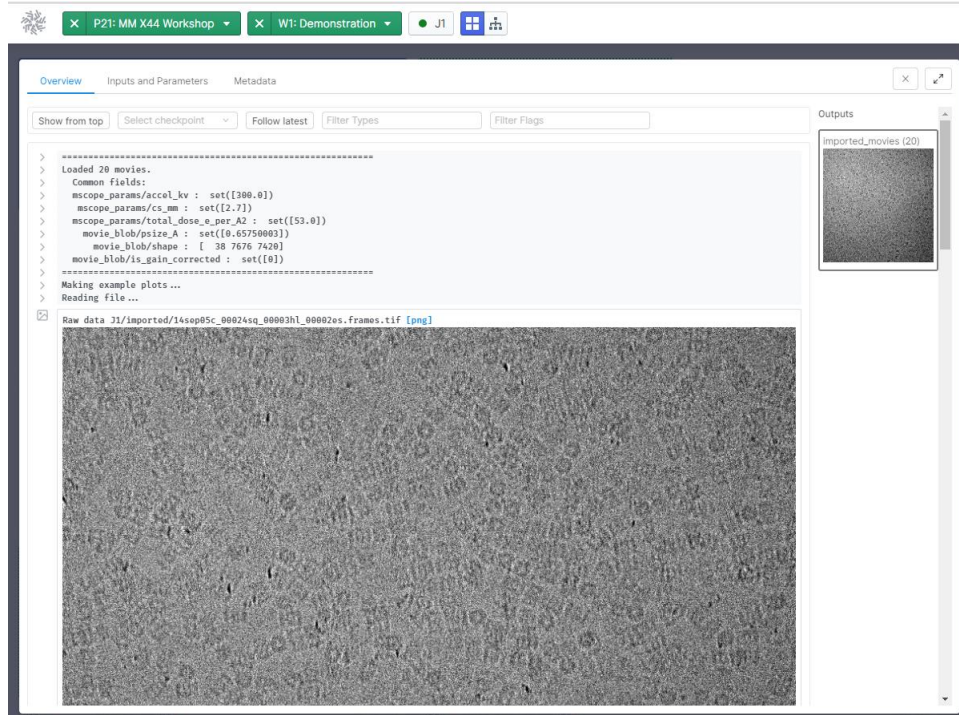 P21: MM X44 Workshop
W1: Demonstration
J1
Overview
Inputs and Parameters
Metadata
Show from top
Select checkpoint
Follow latest
Filter Types
Filter Flags
Outputs
imported_movies (20)
============================================================
Loaded 20 movies.
Common fields:
mscope_params/accel_kv : set([300.0])
mscope_params/cs_mm : set([2.7])
mscope_params/total_dose_e_per_A2 : set([53.0])
movie_blob/psize_A : set([0.65750003])
movie_blob/shape : [ 38 7676 7420]
movie_blob/is_gain_corrected : set([0])
============================================================
Making example plots...
Reading file...
Raw data J1/imported/14sep05c_00024sq_00003hl_00002es.frames.tif [png]